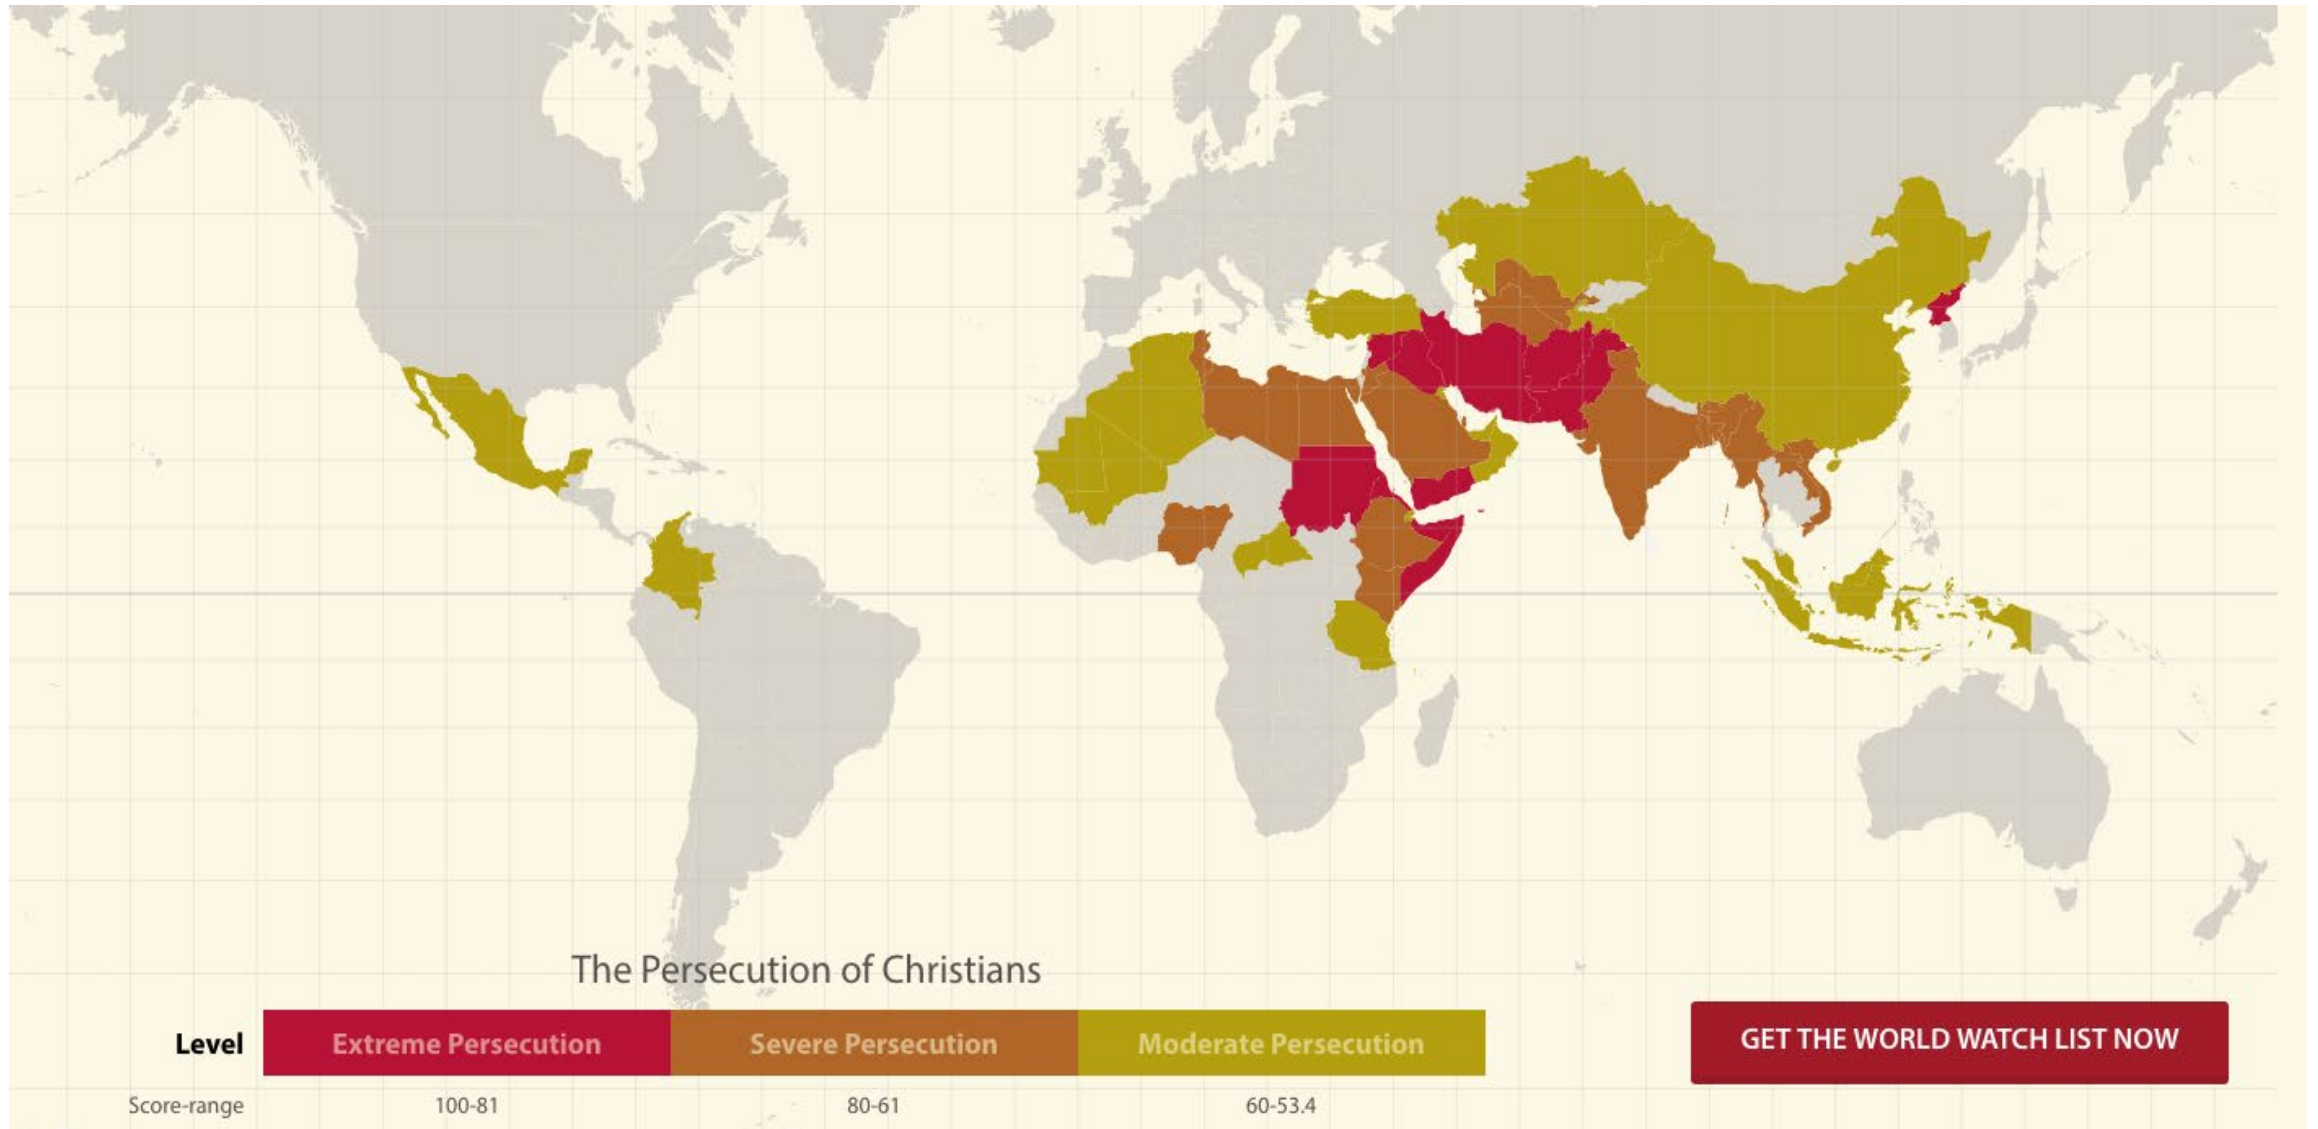 The Persecution of Christians
Level
Extreme Persecution
Severe Persecution
Moderate Persecution
GET THE WORLD WATCH LIST NOW
Score-range
100-81
80-61
60-53.4